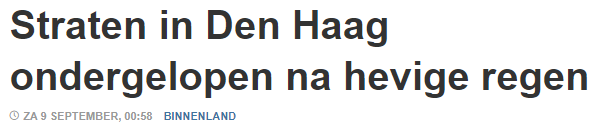 Straten in Den Haag
ondergelopen na hevige regen
ZA 9 SEPTEMBER, 00:58 BINNENLAND